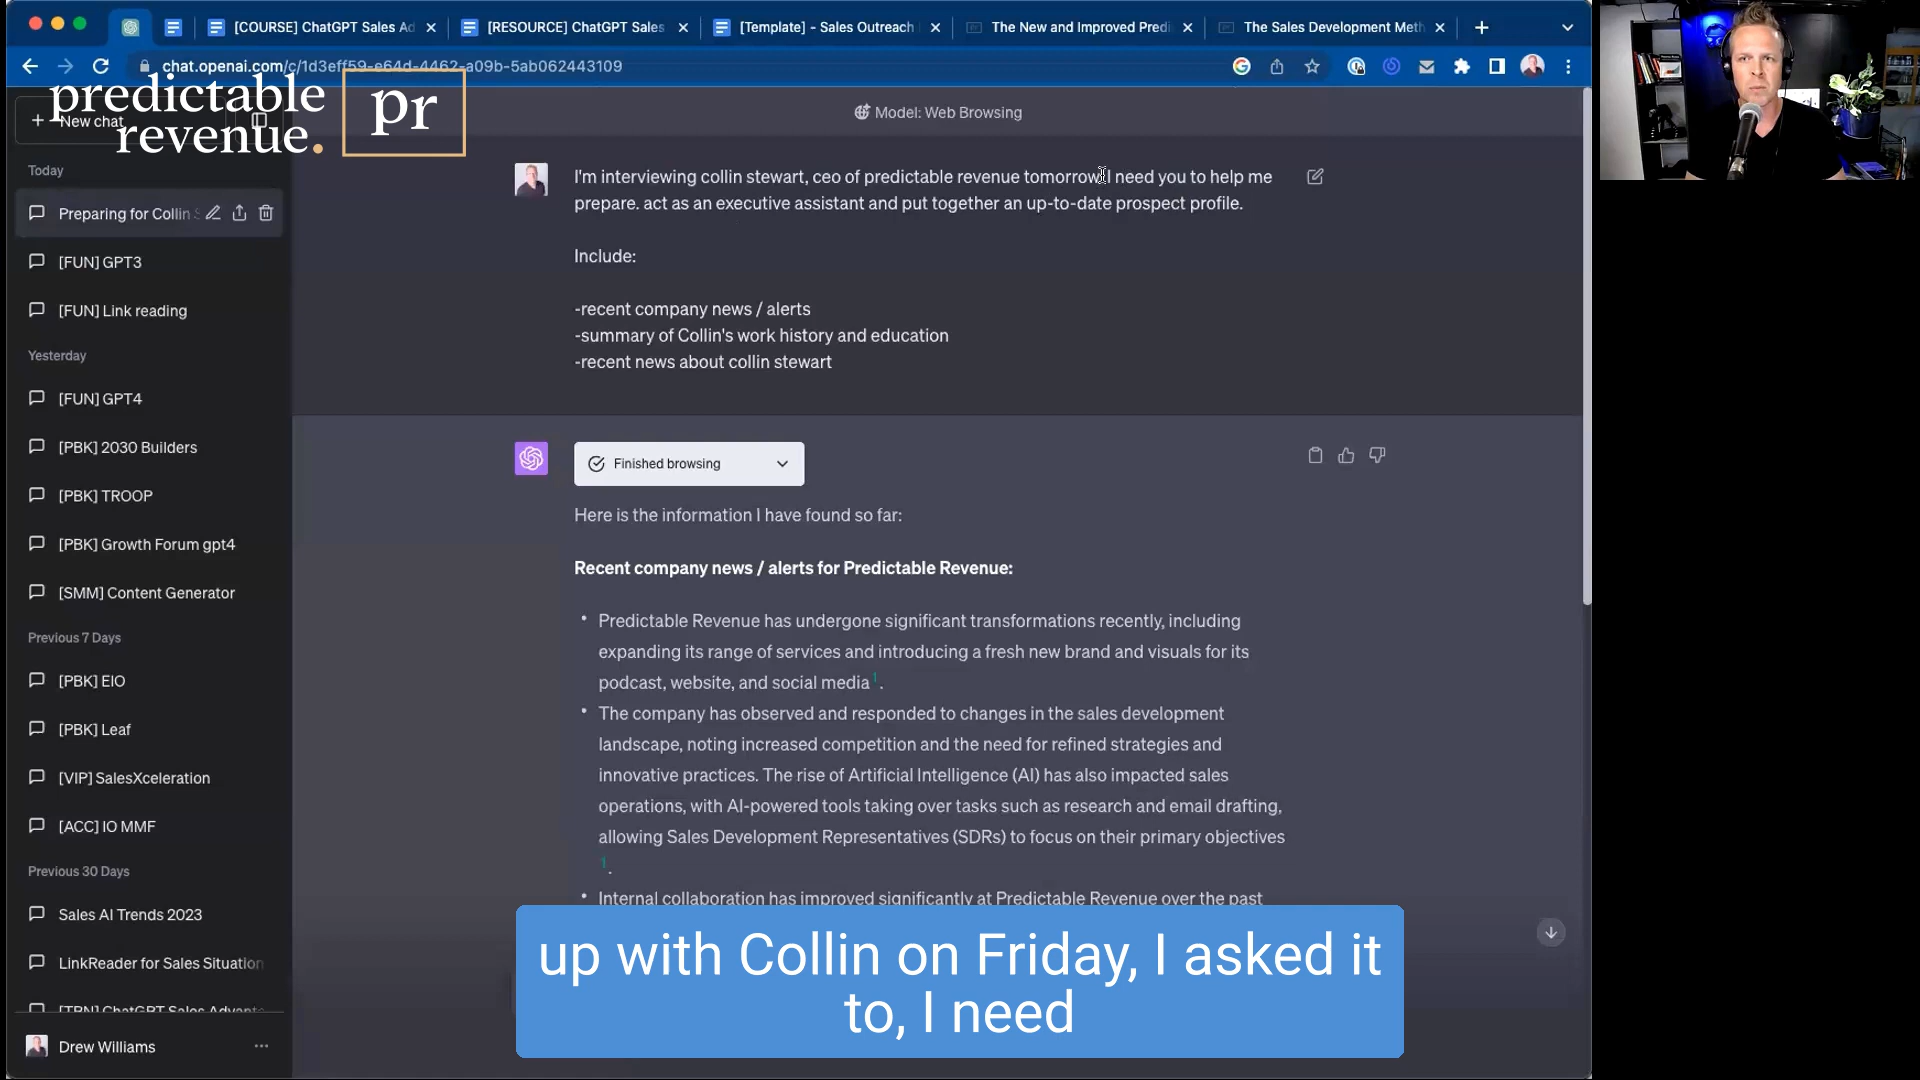 [COURSE] ChatGPT Sales Ad
[RESOURCE] ChatGPT Sales
[Template] - Sales Outreach
The New and Improved Predi
The Sales Development Meth
chat.openai.com/c/1d3eff59-e64d-4462-a09b-5ab062443109
predictable
revenue.
pr
+ New chat
Model: Web Browsing
Today
Preparing for Collin S
[FUN] GPT3
[FUN] Link reading
Yesterday
[FUN] GPT4
[PBK] 2030 Builders
[PBK] TROOP
[PBK] Growth Forum gpt4
[SMM] Content Generator
Previous 7 Days
[PBK] EIO
[PBK] Leaf
[VIP] SalesXceleration
[ACC] IO MMF
Previous 30 Days
Sales AI Trends 2023
LinkReader for Sales Situation
[TRN] ChatGPT Sales Advanta
Drew Williams
I'm interviewing collin stewart, ceo of predictable revenue tomorrow. I need you to help me
prepare. act as an executive assistant and put together an up-to-date prospect profile.
Include:
-recent company news / alerts
-summary of Collin's work history and education
-recent news about collin stewart
Finished browsing
Here is the information I have found so far:
Recent company news / alerts for Predictable Revenue:
• Predictable Revenue has undergone significant transformations recently, including
expanding its range of services and introducing a fresh new brand and visuals for its
podcast, website, and social media 1.
• The company has observed and responded to changes in the sales development
landscape, noting increased competition and the need for refined strategies and
innovative practices. The rise of Artificial Intelligence (AI) has also impacted sales
operations, with AI-powered tools taking over tasks such as research and email drafting,
allowing Sales Development Representatives (SDRs) to focus on their primary objectives
1.
• Internal collaboration has improved significantly at Predictable Revenue over the past
up with Collin on Friday, I asked it
to, I need